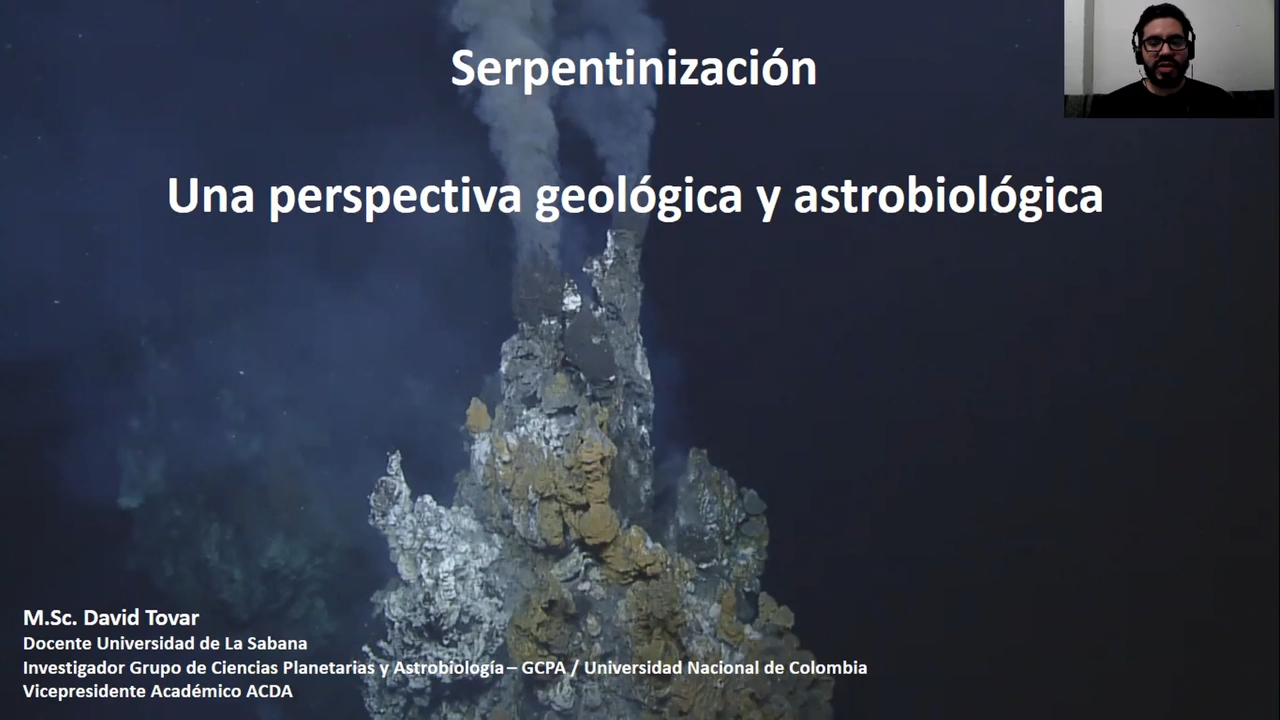 Serpentinización
Una perspectiva geológica y astrobiológica
M.Sc. David Tovar
Docente Universidad de La Sabana
Investigador Grupo de Ciencias Planetarias y Astrobiología – GCPA / Universidad Nacional de Colombia
Vicepresidente Académico ACDA